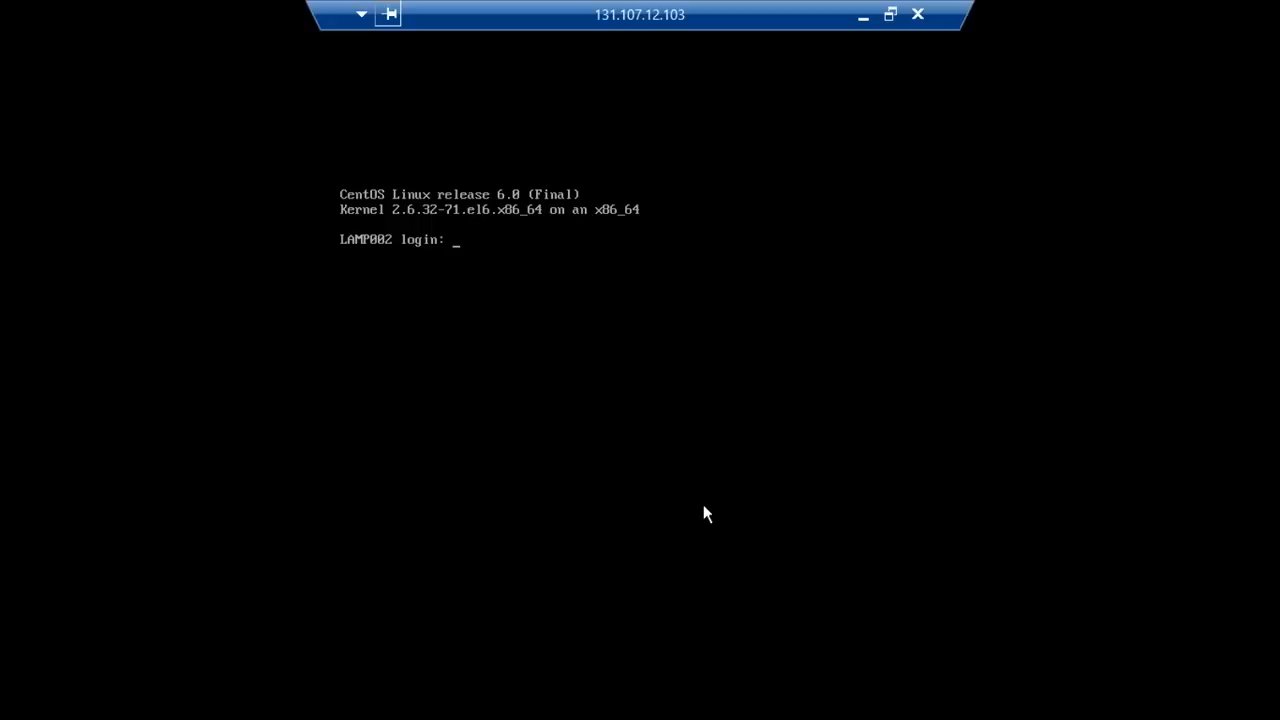 131.107.12.103
CentOS Linux release 6.0 (Final)
Kernel 2.6.32-71.el6.x86_64 on an x86_64
LAMP002 login: _